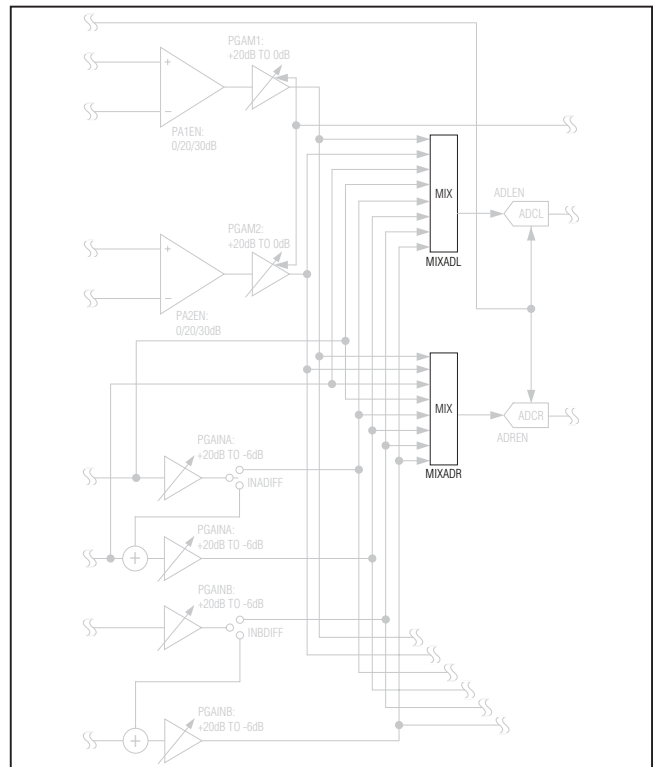 PGAM1:
+20dB TO 0dB
+
−
PA1EN:
0/20/30dB
MIX
MIXADL
ADLEN
ADCL
PGAM2:
+20dB TO 0dB
+
−
PA2EN:
0/20/30dB
MIX
MIXADR
ADCR
ADREN
PGAINA:
+20dB TO -6dB
INADIFF
PGAINA:
+20dB TO -6dB
+
PGAINB:
+20dB TO -6dB
INBDIFF
PGAINB:
+20dB TO -6dB
+